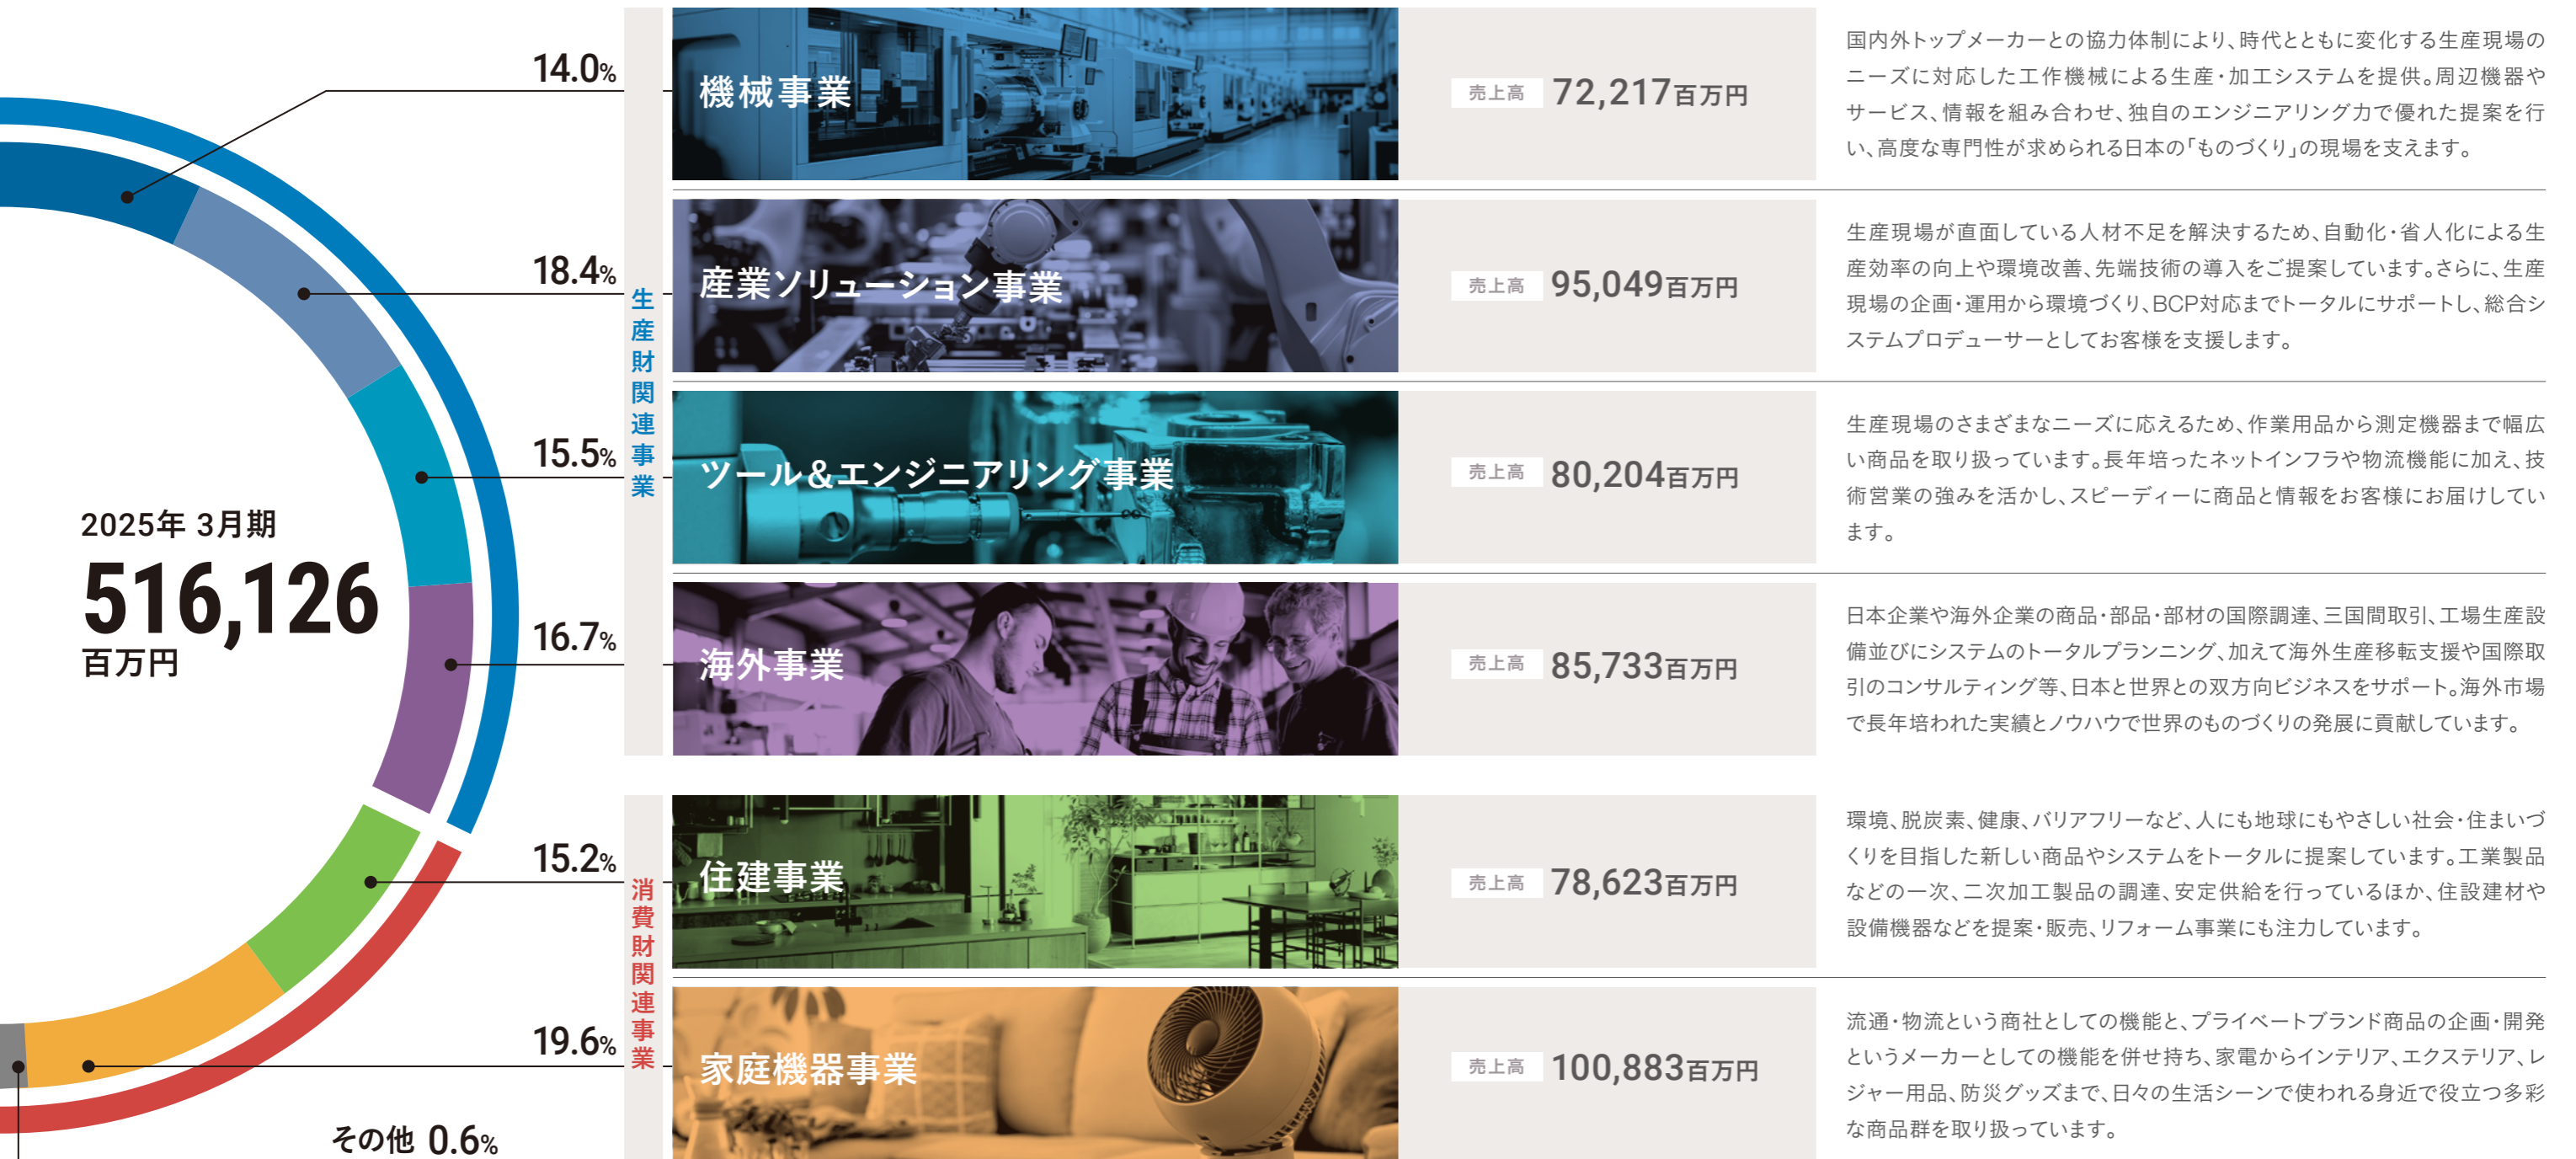 2025年 3月期
516,126
百万円
生産財関連事業
14.0%
機械事業
売上高 72,217百万円
国内外トップメーカーとの協力体制により、時代とともに変化する生産現場の
ニーズに対応した工作機械による生産・加工システムを提供。周辺機器や
サービス、情報を組み合わせ、独自のエンジニアリング力で優れた提案を行
い、高度な専門性が求められる日本の「ものづくり」の現場を支えます。
18.4%
産業ソリューション事業
売上高 95,049百万円
生産現場が直面している人材不足を解決するため、自動化・省人化による生
産効率の向上や環境改善、先端技術の導入をご提案しています。さらに、生産
現場の企画・運用から環境づくり、BCP対応までトータルにサポートし、総合シ
ステムプロデューサーとしてお客様を支援します。
15.5%
ツール&エンジニアリング事業
売上高 80,204百万円
生産現場のさまざまなニーズに応えるため、作業用品から測定機器まで幅広
い商品を取り扱っています。長年培ったネットインフラや物流機能に加え、技
術営業の強みを活かし、スピーディーに商品と情報をお客様にお届けしてい
ます。
16.7%
海外事業
売上高 85,733百万円
日本企業や海外企業の商品・部品・部材の国際調達、三国間取引、工場生産設
備並びにシステムのトータルプランニング、加えて海外生産移転支援や国際取
引のコンサルティング等、日本と世界との双方向ビジネスをサポート。海外市場
で長年培われた実績とノウハウで世界のものづくりの発展に貢献しています。
消費財関連事業
15.2%
住建事業
売上高 78,623百万円
環境、脱炭素、健康、バリアフリーなど、人にも地球にもやさしい社会・住まいづ
くりを目指した新しい商品やシステムをトータルに提案しています。工業製品
などの一次、二次加工製品の調達、安定供給を行っているほか、住設建材や
設備機器などを提案・販売、リフォーム事業にも注力しています。
19.6%
家庭機器事業
売上高 100,883百万円
流通・物流という商社としての機能と、プライベートブランド商品の企画・開発
というメーカーとしての機能を併せ持ち、家電からインテリア、エクステリア、レ
ジャー用品、防災グッズまで、日々の生活シーンで使われる身近で役立つ多彩
な商品群を取り扱っています。
その他 0.6%